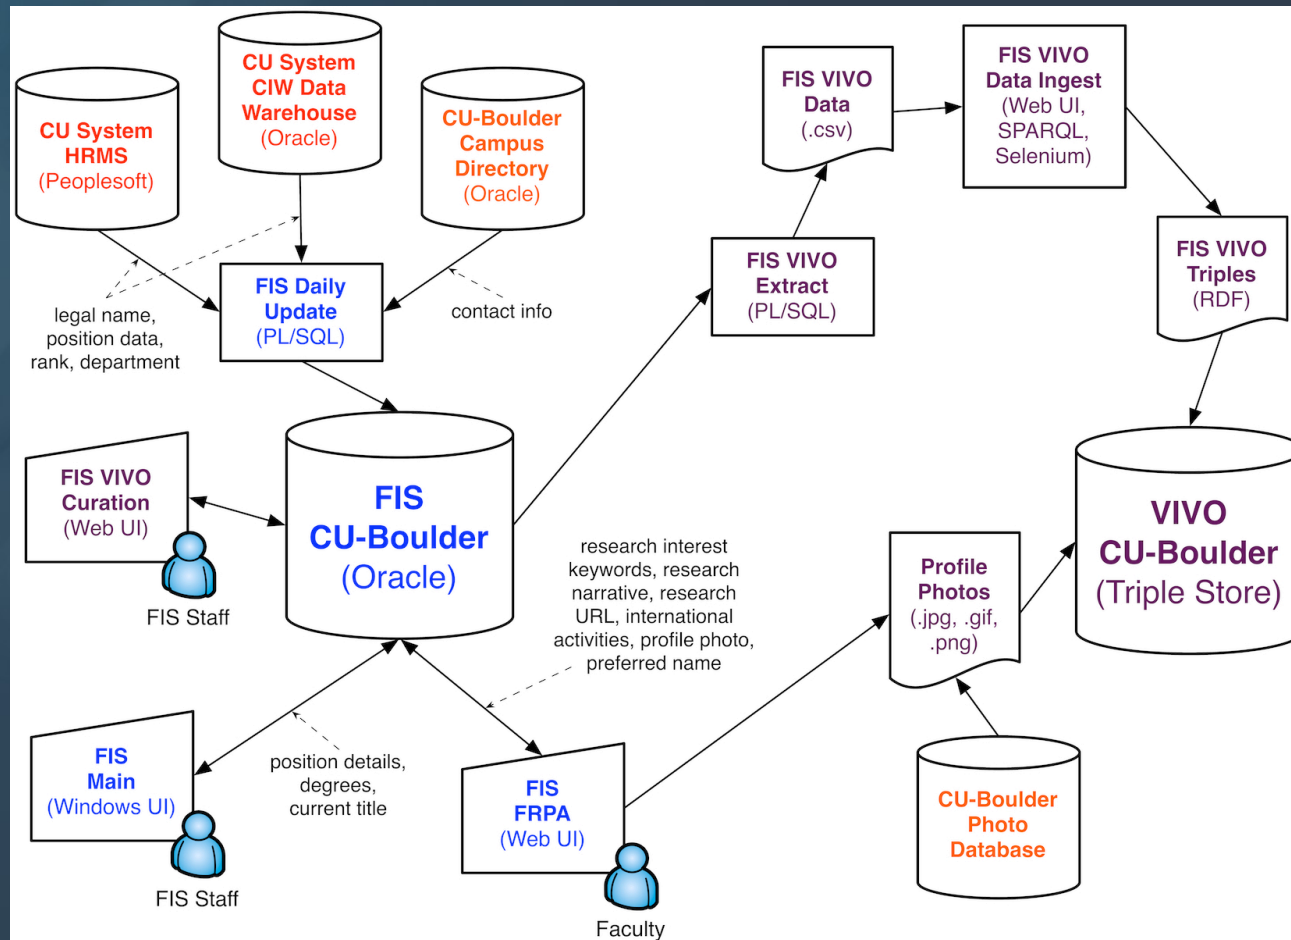 CU System
HRMS
(Peoplesoft)
CU System
CIW Data
Warehouse
(Oracle)
CU-Boulder
Campus
Directory
(Oracle)
legal name,
position data,
rank, department
FIS Daily
Update
(PL/SQL)
contact info
FIS VIVO
Data
(.csv)
FIS VIVO
Data Ingest
(Web UI,
SPARQL,
Selenium)
FIS VIVO
Extract
(PL/SQL)
FIS VIVO
Triples
(RDF)
FIS VIVO
Curation
(Web UI)
FIS Staff
FIS
CU-Boulder
(Oracle)
research interest
keywords, research
narrative, research
URL, international
activities, profile photo,
preferred name
Profile
Photos
(.jpg, .gif,
.png)
VIVO
CU-Boulder
(Triple Store)
FIS
Main
(Windows UI)
FIS Staff
position details,
degrees,
current title
FIS
FRPA
(Web UI)
Faculty
CU-Boulder
Photo
Database